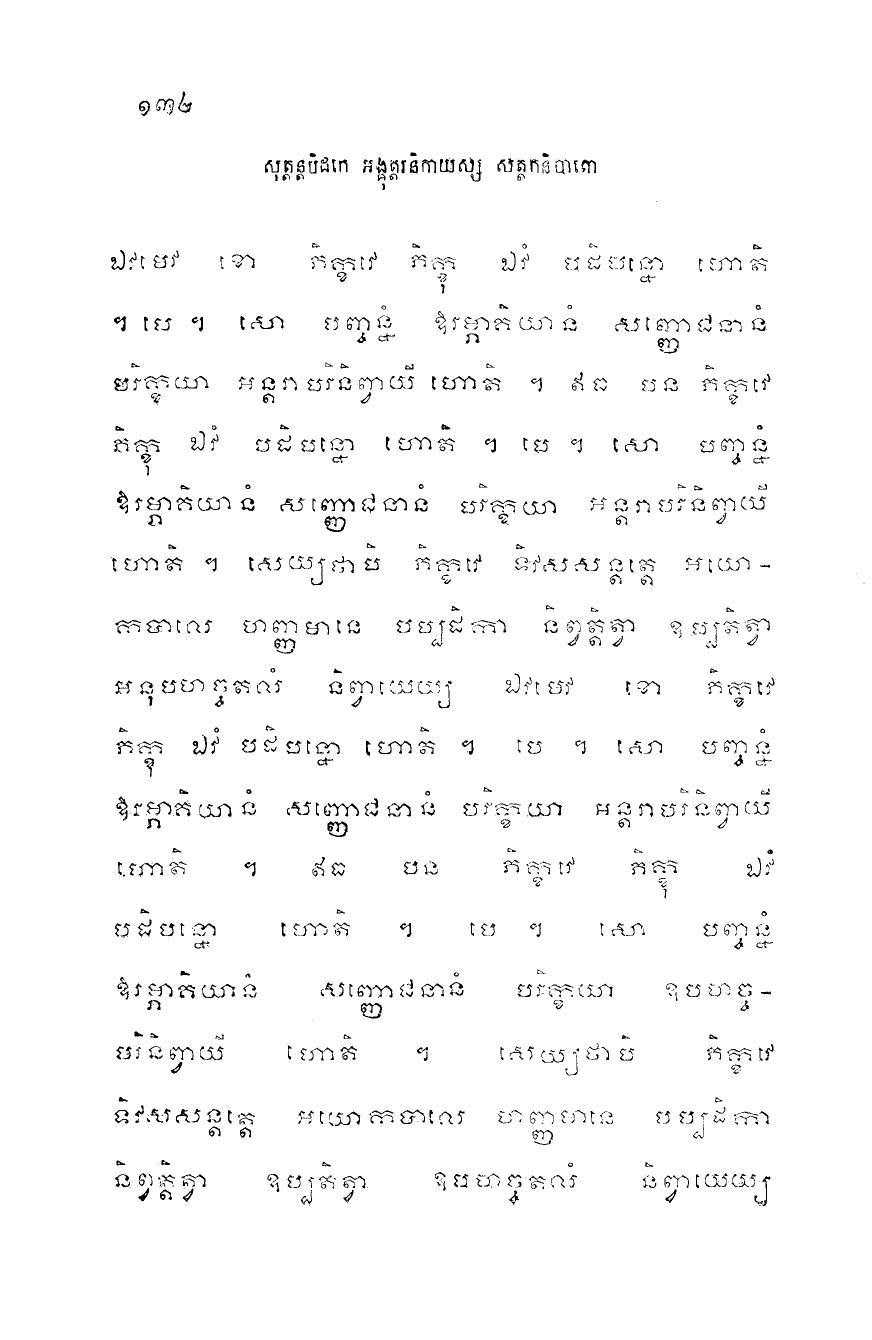 ១៣៤
សុត្តន្តបិដកេ អង្គុត្តរនិកាយស្ស សត្តកនិបាតោ
ឯវមេវ ខោ ភិក្ខវេ ភិក្ខុ ឯវំ បដិបន្នោ ហោតិ
។ បេ ។ សោ បញ្ចន្នំ ឱរម្ភាគិយានំ សញ្ញោជនានំ
បរិក្ខយា អន្តរាបរិនិព្វាយី ហោតិ ។ ឥធ បន ភិក្ខវេ
ភិក្ខុ ឯវំ បដិបន្នោ ហោតិ ។ បេ ។ សោ បញ្ចន្នំ
ឱរម្ភាគិយានំ សញ្ញោជនានំ បរិក្ខយា អន្តរាបរិនិព្វាយី
ហោតិ ។ សេយ្យថាបិ ភិក្ខវេ ទិវសសន្តត្តេ អយោ-
កបាលេ ហញ្ញមានេ បប្បដិកា និព្វត្តិត្វា ឧប្បតិត្វា
អនុបហច្ចតលំ និព្វាយេយ្យ ឯវមេវ ខោ ភិក្ខវេ
ភិក្ខុ ឯវំ បដិបន្នោ ហោតិ ។ បេ ។ សោ បញ្ចន្នំ
ឱរម្ភាគិយានំ សញ្ញោជនានំ បរិក្ខយា អន្តរាបរិនិព្វាយី
ហោតិ ។ ឥធ បន ភិក្ខវេ ភិក្ខុ ឯវំ
បដិបន្នោ ហោតិ ។ បេ ។ សោ បញ្ចន្នំ
ឱរម្ភាគិយានំ សញ្ញោជនានំ បរិក្ខយា ឧបហច្ច-
បរិនិព្វាយី ហោតិ ។ សេយ្យថាបិ ភិក្ខវេ
ទិវសសន្តត្តេ អយោកបាលេ ហញ្ញមានេ បប្បដិកា
និព្វត្តិត្វា ឧប្បតិត្វា ឧបហច្ចតលំ និព្វាយេយ្យ